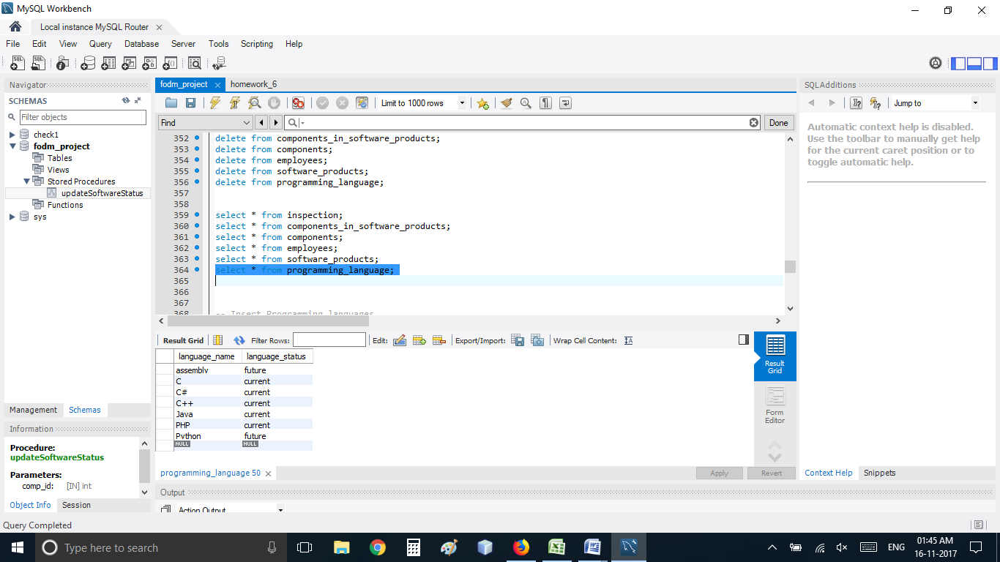 MySQL Workbench
Local instance MySQL Router
File Edit View Query Database Server Tools Scripting Help
Navigator
SCHEMAS
Filter objects
check1
fodm_project
Tables
Views
Stored Procedures
updateSoftwareStatus
Functions
sys
Management Schemas
Information
Procedure:
updateSoftwareStatus
Parameters:
comp_id: [IN] int
Object Info Session
fodm_project homework_6
Limit to 1000 rows
Find
Done
352 delete from components_in_software_products;
353 delete from components;
354 delete from employees;
355 delete from software_products;
356 delete from programming_language;
357
358
359 select * from inspection;
360 select * from components_in_software_products;
361 select * from components;
362 select * from employees;
363 select * from software_products;
364 select * from programming_language;
365
366
367
368 -- Insert Programming languages
Result Grid Filter Rows: Edit: Export/Import: Wrap Cell Content:
language_name language_status
assembly future
C current
C# current
C++ current
Java current
PHP current
Python future
NULL NULL
Result
Grid
Form
Editor
programming_language 50
Apply Revert
Output
Action Output
SQLAdditions
Jump to
Automatic context help is disabled.
Use the toolbar to manually get help
for the current caret position or to
toggle automatic help.
Context Help Snippets
Query Completed
Type here to search
ENG
01:45 AM
16-11-2017